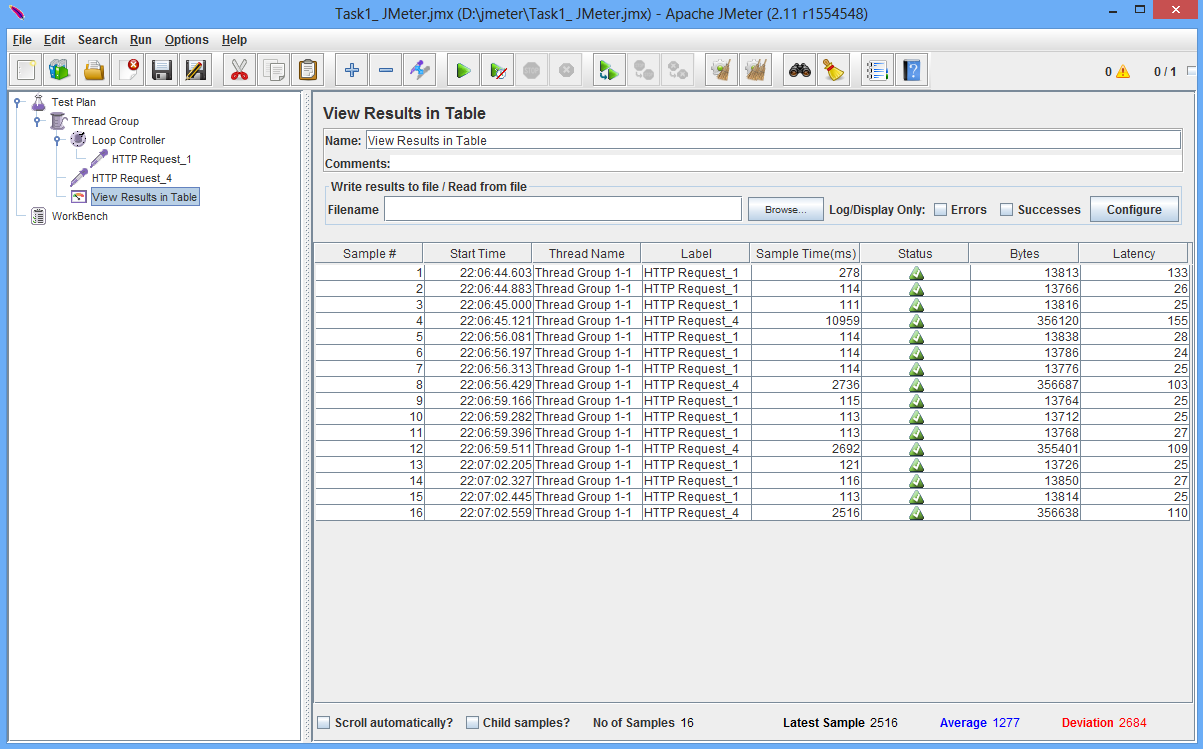 Task1_ JMeter.jmx (D:\jmeter\Task1_ JMeter.jmx) - Apache JMeter (2.11 r1554548)
File Edit Search Run Options Help
0 0 / 1
Test Plan
Thread Group
Loop Controller
HTTP Request_1
HTTP Request_4
View Results in Table
WorkBench
View Results in Table
Name: View Results in Table
Comments:
Write results to file / Read from file
Filename Browse... Log/Display Only: Errors Successes Configure
Sample # Start Time Thread Name Label Sample Time(ms) Status Bytes Latency
1 22:06:44.603 Thread Group 1-1 HTTP Request_1 278 13813 133
2 22:06:44.883 Thread Group 1-1 HTTP Request_1 114 13766 26
3 22:06:45.000 Thread Group 1-1 HTTP Request_1 111 13816 25
4 22:06:45.121 Thread Group 1-1 HTTP Request_4 10959 356120 155
5 22:06:56.081 Thread Group 1-1 HTTP Request_1 114 13838 28
6 22:06:56.197 Thread Group 1-1 HTTP Request_1 114 13786 24
7 22:06:56.313 Thread Group 1-1 HTTP Request_1 114 13776 25
8 22:06:56.429 Thread Group 1-1 HTTP Request_4 2736 356687 103
9 22:06:59.166 Thread Group 1-1 HTTP Request_1 115 13764 25
10 22:06:59.282 Thread Group 1-1 HTTP Request_1 113 13712 25
11 22:06:59.396 Thread Group 1-1 HTTP Request_1 113 13768 27
12 22:06:59.511 Thread Group 1-1 HTTP Request_4 2692 355401 109
13 22:07:02.205 Thread Group 1-1 HTTP Request_1 121 13726 25
14 22:07:02.327 Thread Group 1-1 HTTP Request_1 116 13850 27
15 22:07:02.445 Thread Group 1-1 HTTP Request_1 113 13814 25
16 22:07:02.559 Thread Group 1-1 HTTP Request_4 2516 356638 110
Scroll automatically? Child samples? No of Samples 16 Latest Sample 2516 Average 1277 Deviation 2684